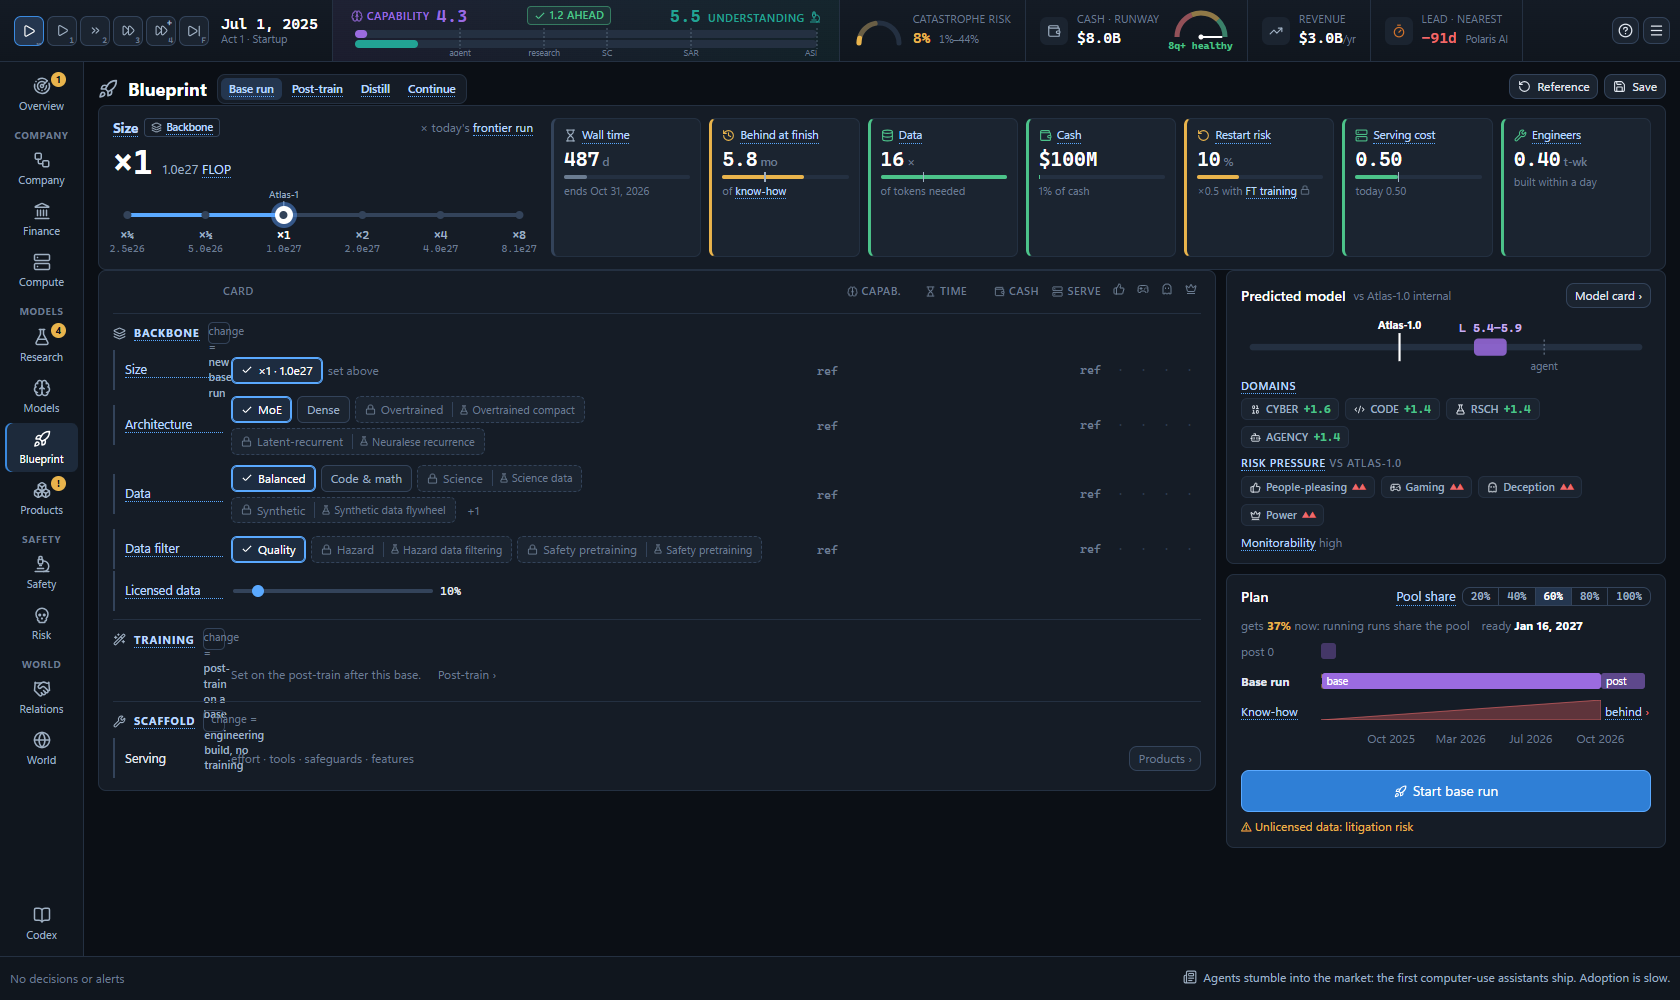 1
2
3
4
F
Jul 1, 2025
Act 1 · Startup
CAPABILITY 4.3
1.2 AHEAD
5.5 UNDERSTANDING
agent
research
SC
SAR
ASI
CATASTROPHE RISK
8% 1%–44%
CASH · RUNWAY
$8.0B
8q+ healthy
REVENUE
$3.0B/yr
LEAD · NEAREST
−91d Polaris AI
Overview
1
COMPANY
Company
Finance
Compute
MODELS
Research
4
Models
Blueprint
Products
!
SAFETY
Safety
Risk
WORLD
Relations
World
Codex
Blueprint
Base run
Post-train
Distill
Continue
Reference
Save
Size
Backbone
× today's frontier run
×1 1.0e27 FLOP
Atlas-1
×¼
×½
×1
×2
×4
×8
2.5e26
5.0e26
1.0e27
2.0e27
4.0e27
8.1e27
Wall time
487 d
ends Oct 31, 2026
Behind at finish
5.8 mo
of know-how
Data
16 ×
of tokens needed
Cash
$100M
1% of cash
Restart risk
10 %
×0.5 with FT training
Serving cost
0.50
today 0.50
Engineers
0.40 t-wk
built within a day
CARD
CAPAB.
TIME
CASH
SERVE
BACKBONE
change = new base run
Size
×1 · 1.0e27
set above
ref
ref
Architecture
MoE
Dense
Overtrained
Overtrained compact
Latent-recurrent
Neuralese recurrence
ref
ref
Data
Balanced
Code & math
Science
Science data
Synthetic
Synthetic data flywheel
+1
ref
ref
Data filter
Quality
Hazard
Hazard data filtering
Safety pretraining
Safety pretraining
ref
ref
Licensed data
10%
TRAINING
change = post-train on a base
Set on the post-train after this base.
Post-train ›
SCAFFOLD
change = engineering build, no training
Serving
effort · tools · safeguards · features
Products ›
Predicted model vs Atlas-1.0 internal
Model card ›
Atlas-1.0
L 5.4–5.9
agent
DOMAINS
CYBER +1.6
CODE +1.4
RSCH +1.4
AGENCY +1.4
RISK PRESSURE VS ATLAS-1.0
People-pleasing
Gaming
Deception
Power
Monitorability high
Plan
Pool share
20%
40%
60%
80%
100%
gets 37% now: running runs share the pool
ready Jan 16, 2027
post 0
Base run
base
post
Know-how
behind ›
Oct 2025
Mar 2026
Jul 2026
Oct 2026
Start base run
Unlicensed data: litigation risk
No decisions or alerts
Agents stumble into the market: the first computer-use assistants ship. Adoption is slow.